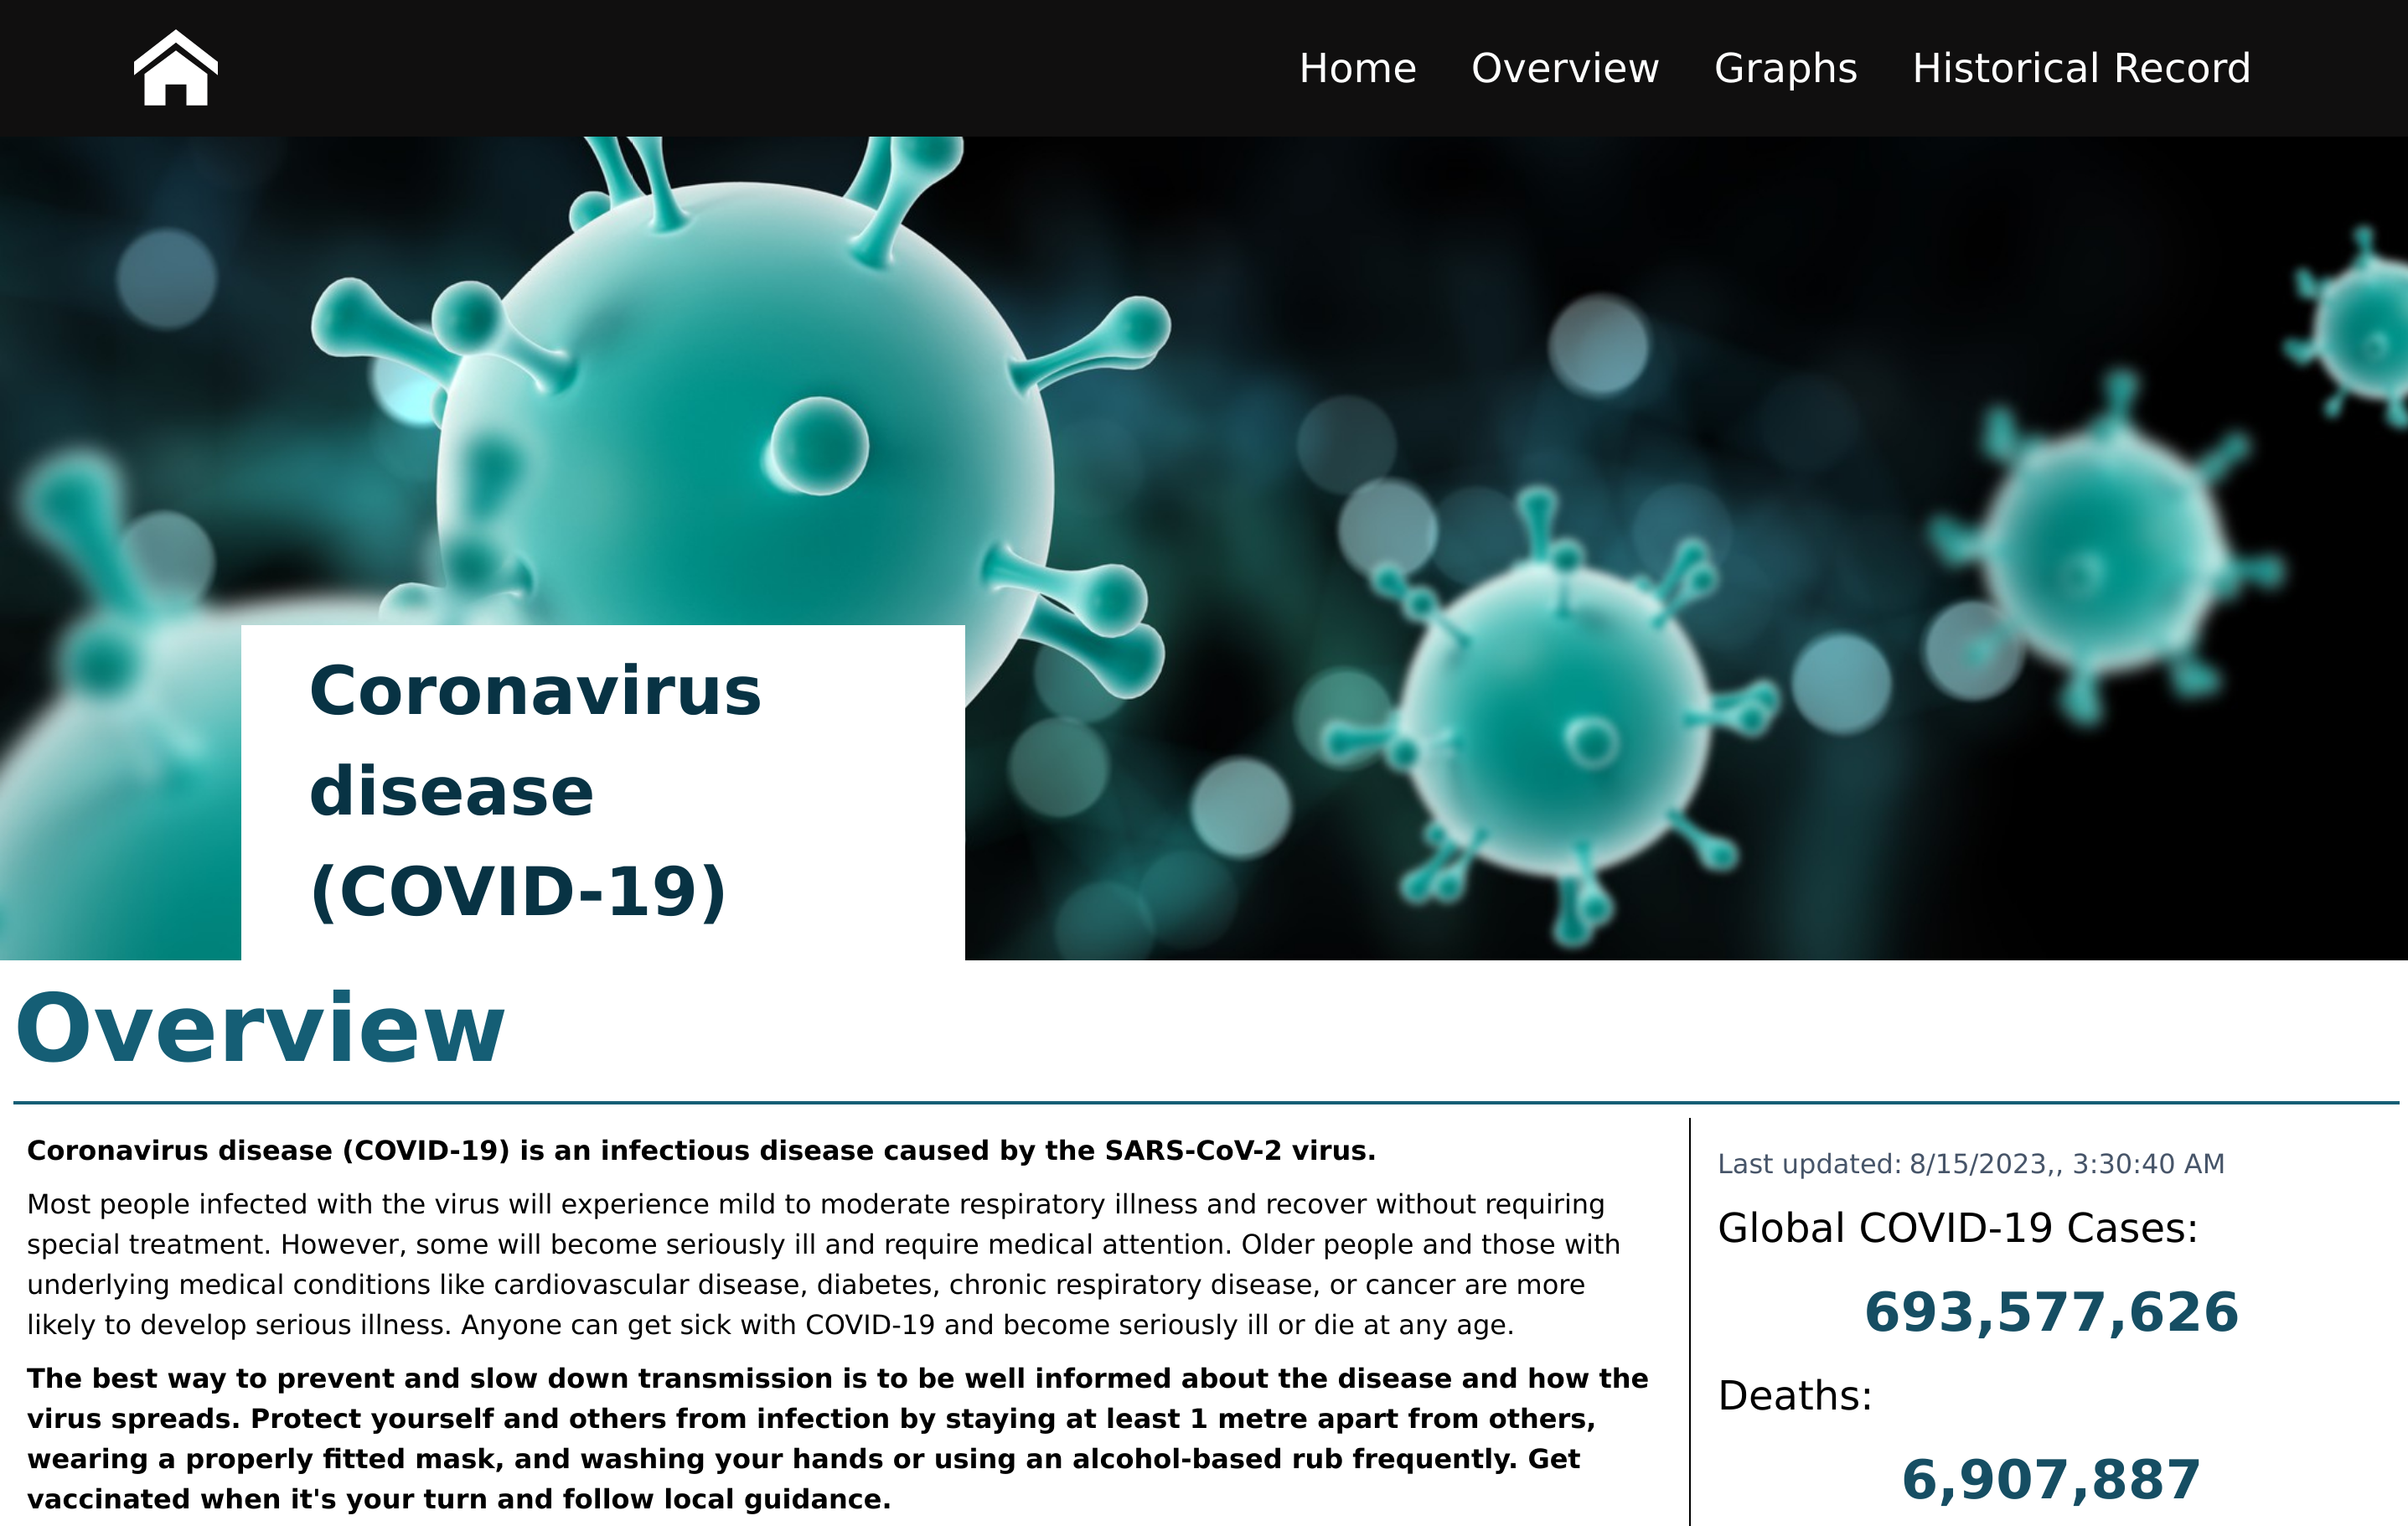 Home Overview Graphs Historical Record
Coronavirus
disease
(COVID-19)
Overview
Coronavirus disease (COVID-19) is an infectious disease caused by the SARS-CoV-2 virus.
Most people infected with the virus will experience mild to moderate respiratory illness and recover without requiring
special treatment. However, some will become seriously ill and require medical attention. Older people and those with
underlying medical conditions like cardiovascular disease, diabetes, chronic respiratory disease, or cancer are more
likely to develop serious illness. Anyone can get sick with COVID-19 and become seriously ill or die at any age.
The best way to prevent and slow down transmission is to be well informed about the disease and how the
virus spreads. Protect yourself and others from infection by staying at least 1 metre apart from others,
wearing a properly fitted mask, and washing your hands or using an alcohol-based rub frequently. Get
vaccinated when it's your turn and follow local guidance.
Last updated: 8/15/2023,, 3:30:40 AM
Global COVID-19 Cases:
693,577,626
Deaths:
6,907,887